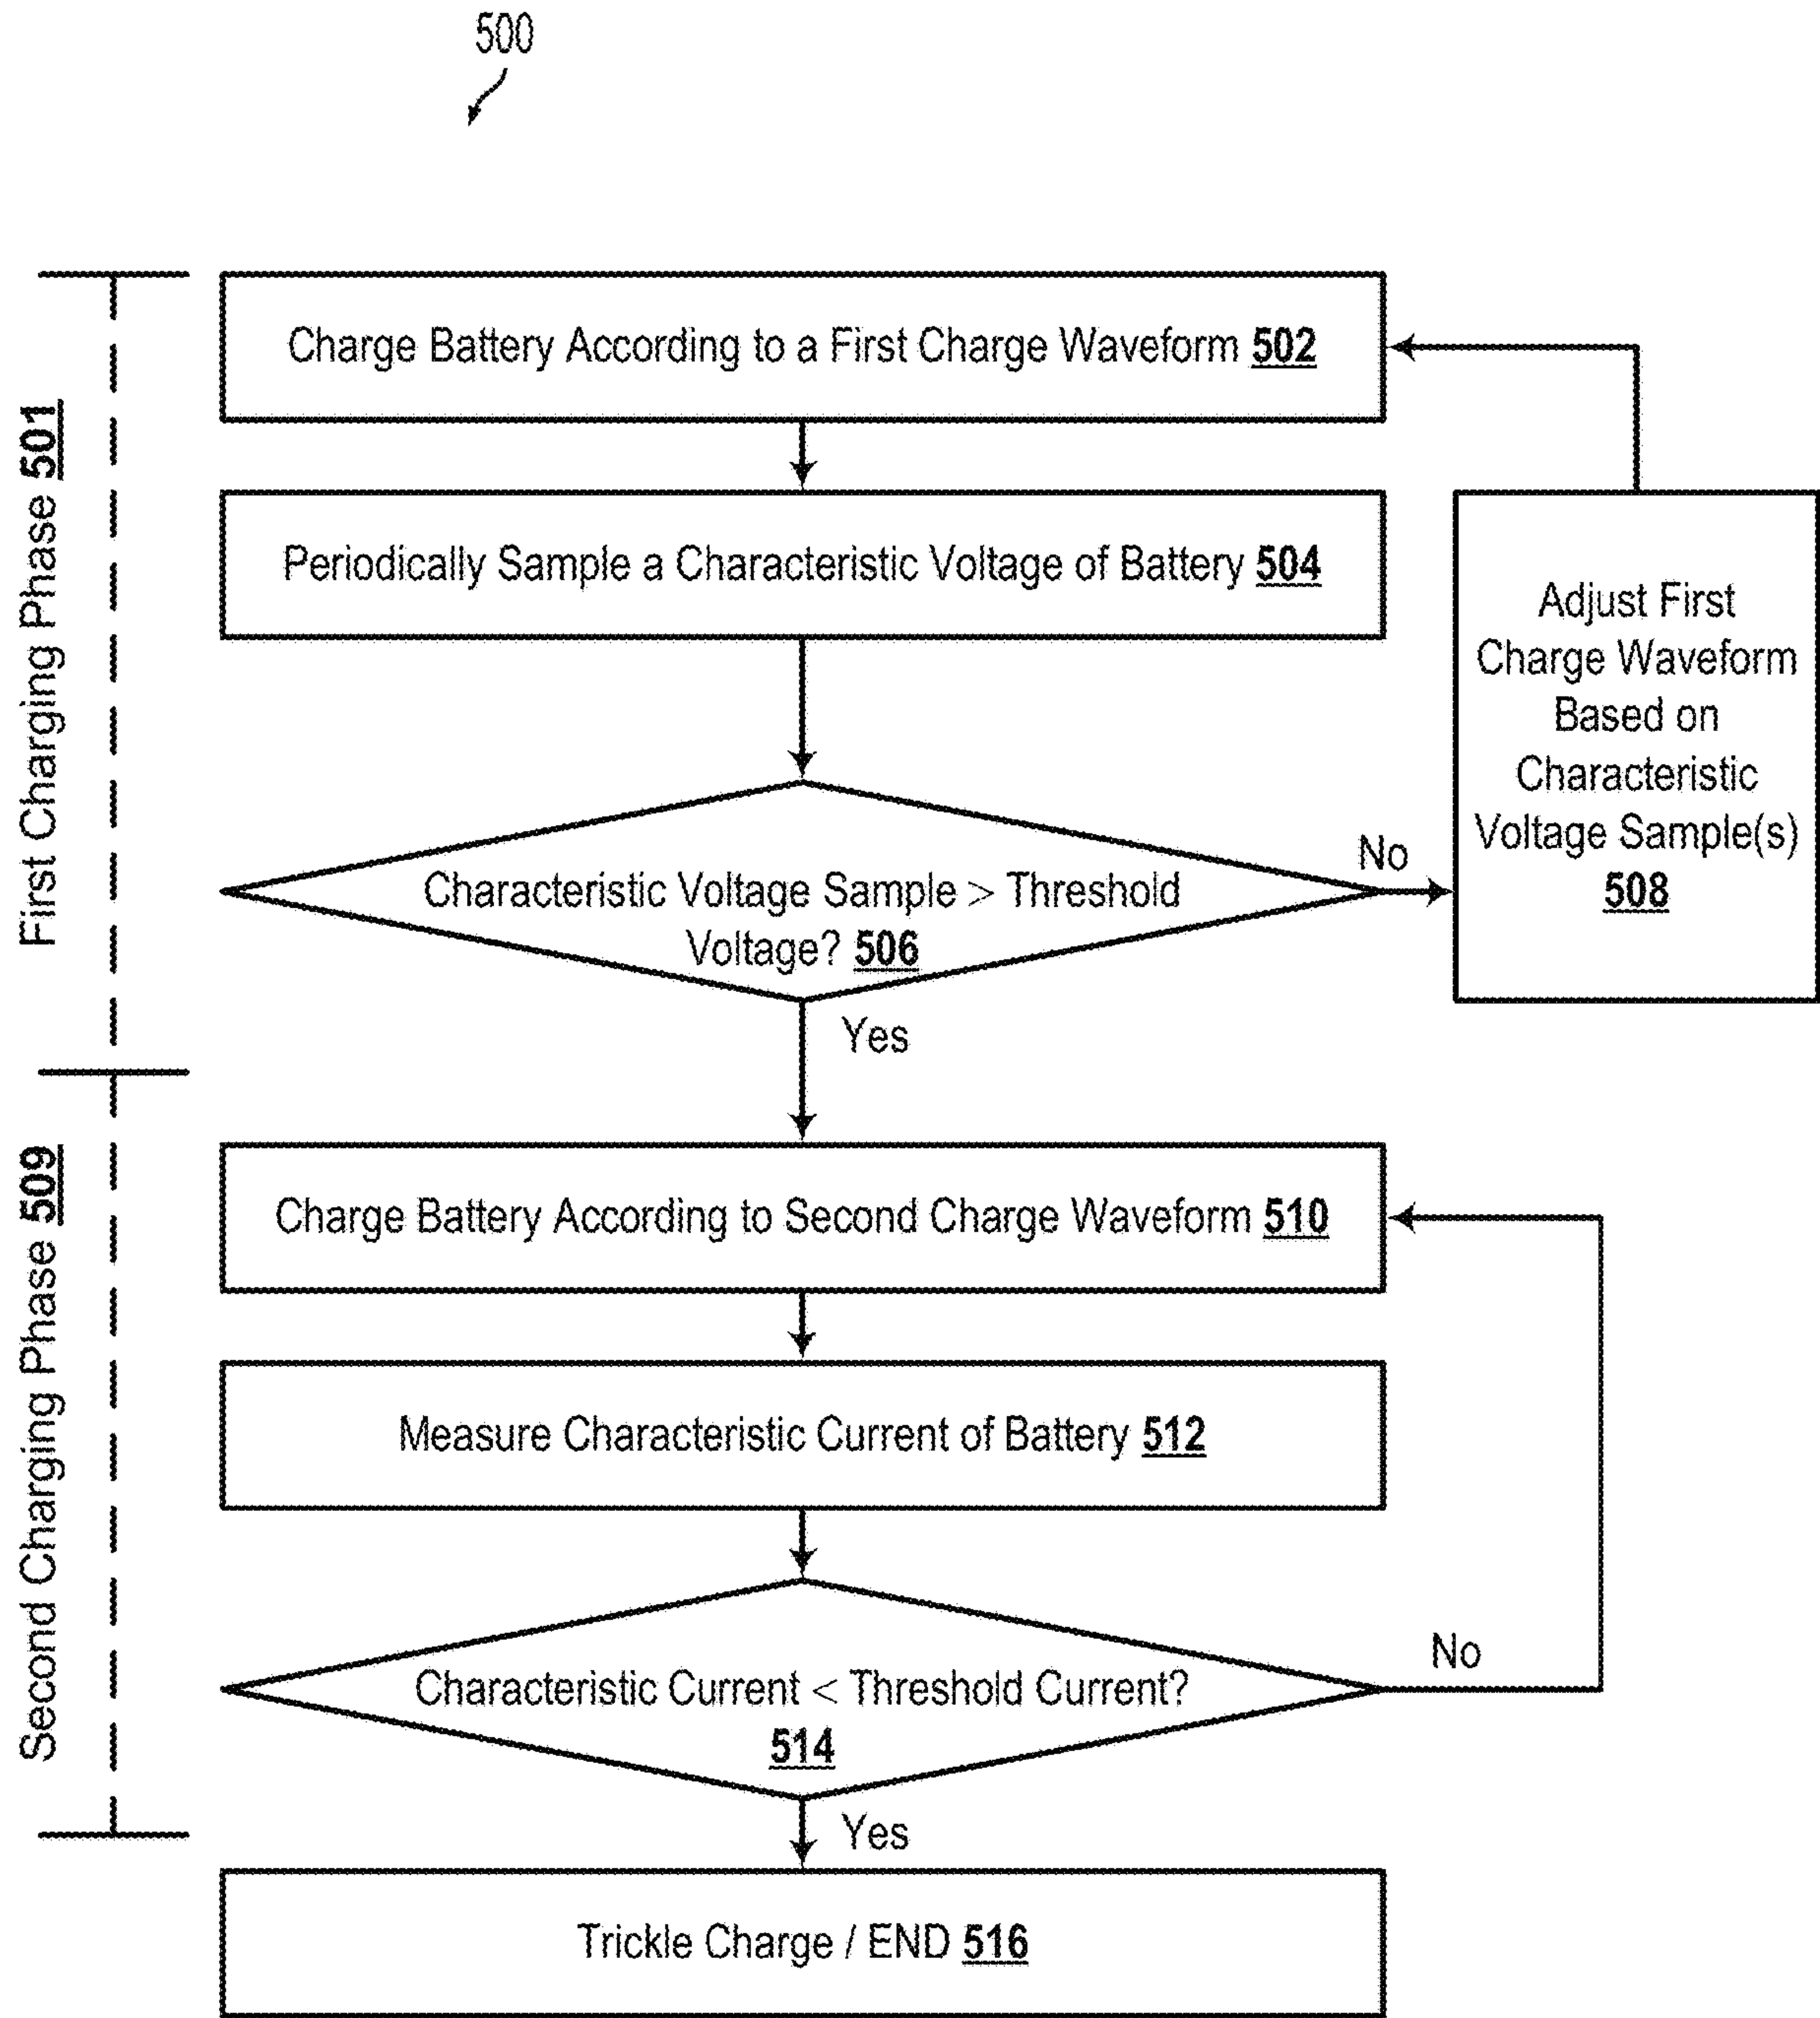 500
First Charging Phase 501
Charge Battery According to a First Charge Waveform 502
Periodically Sample a Characteristic Voltage of Battery 504
Characteristic Voltage Sample > Threshold
Voltage? 506
No
Adjust First
Charge Waveform
Based on
Characteristic
Voltage Sample(s)
508
Yes
Second Charging Phase 509
Charge Battery According to Second Charge Waveform 510
Measure Characteristic Current of Battery 512
Characteristic Current < Threshold Current?
514
No
Yes
Trickle Charge / END 516